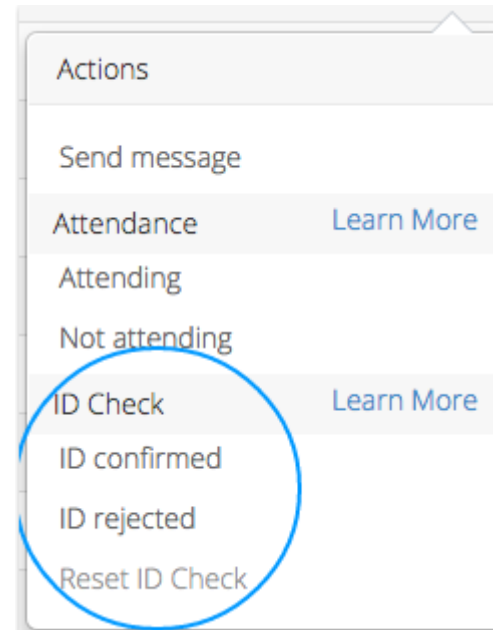 Actions
Send message
Attendance Learn More
Attending
Not attending
ID Check Learn More
ID confirmed
ID rejected
Reset ID Check